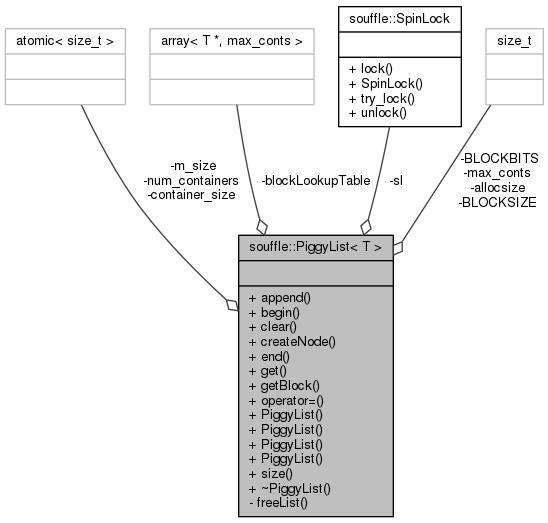 atomic< size_t >
array< T *, max_conts >
souffle::SpinLock
+ lock()
+ SpinLock()
+ try_lock()
+ unlock()
size_t
-m_size
-num_containers
-container_size
-blockLookupTable
-sl
-BLOCKBITS
-max_conts
-allocsize
-BLOCKSIZE
souffle::PiggyList< T >
+ append()
+ begin()
+ clear()
+ createNode()
+ end()
+ get()
+ getBlock()
+ operator=()
+ PiggyList()
+ PiggyList()
+ PiggyList()
+ PiggyList()
+ size()
+ ~PiggyList()
- freeList()